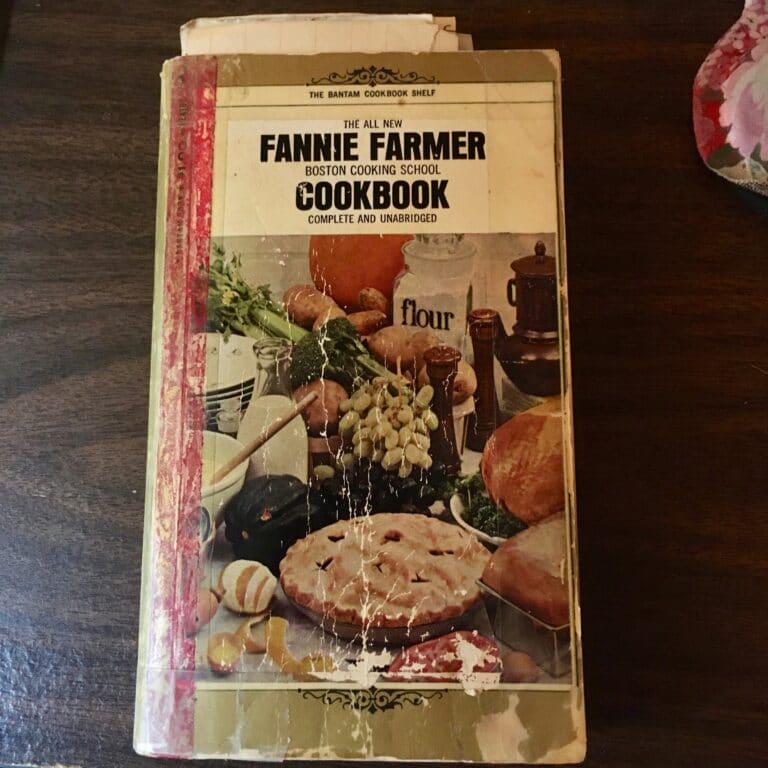 THE BANTAM COOKBOOK SHELF
THE ALL NEW
FANNIE FARMER
BOSTON COOKING SCHOOL
COOKBOOK
COMPLETE AND UNABRIDGED
flour